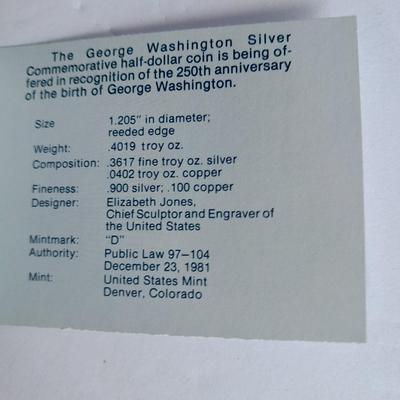 The George Washington Silver
Commemorative half-dollar coin is being of-
fered in recognition of the 250th anniversary
of the birth of George Washington.
Size 1.205" in diameter;
reeded edge
Weight: .4019 troy oz.
Composition: .3617 fine troy oz. silver
.0402 troy oz. copper
Fineness: .900 silver; .100 copper
Designer: Elizabeth Jones,
Chief Sculptor and Engraver of
the United States
Mintmark: "D"
Authority: Public Law 97–104
December 23, 1981
Mint: United States Mint
Denver, Colorado